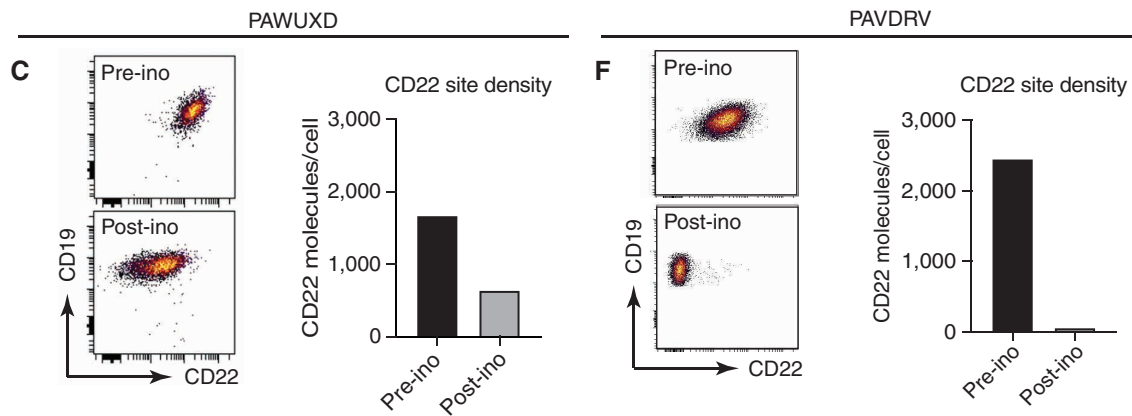 PAWUXD
C
Pre-ino
Post-ino
CD19
CD22
CD22 site density
CD22 molecules/cell
3,000
2,000
1,000
0
Pre-ino
Post-ino
PAVDRV
F
Pre-ino
Post-ino
CD19
CD22
CD22 site density
CD22 molecules/cell
3,000
2,000
1,000
0
Pre-ino
Post-ino